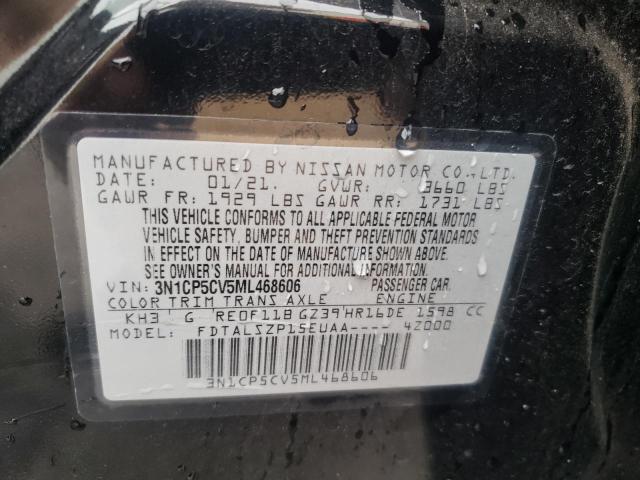 MANUFACTURED BY NISSAN MOTOR CO., LTD.
DATE: 01/21. GVWR: 3660 LBS
GAWR FR: 1929 LBS GAWR RR: 1731 LBS
THIS VEHICLE CONFORMS TO ALL APPLICABLE FEDERAL MOTOR
VEHICLE SAFETY, BUMPER AND THEFT PREVENTION STANDARDS
IN EFFECT ON THE DATE OF MANUFACTURE SHOWN ABOVE.
SEE OWNER'S MANUAL FOR ADDITIONAL INFORMATION.
VIN: 3N1CP5CV5ML468606 PASSENGER CAR
COLOR TRIM TRANS AXLE ENGINE
KH3 G RE0F11B GZ39 HR16DE 1598 CC
MODEL: FDTALSZP15EUAA---- 42000
3N1CP5CV5ML468606